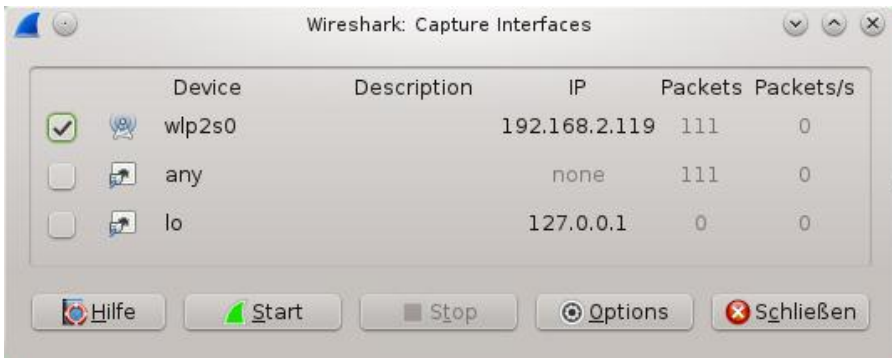 Wireshark: Capture Interfaces
Device Description IP Packets Packets/s
wlp2s0 192.168.2.119 111 0
any none 111 0
lo 127.0.0.1 0 0
Hilfe Start Stop Options Schließen